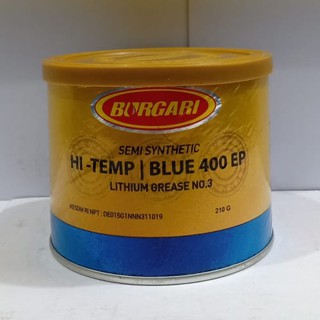 BURGARI
SEMI SYNTHETIC
HI-TEMP | BLUE 400 EP
LITHIUM GREASE NO.3
210 G